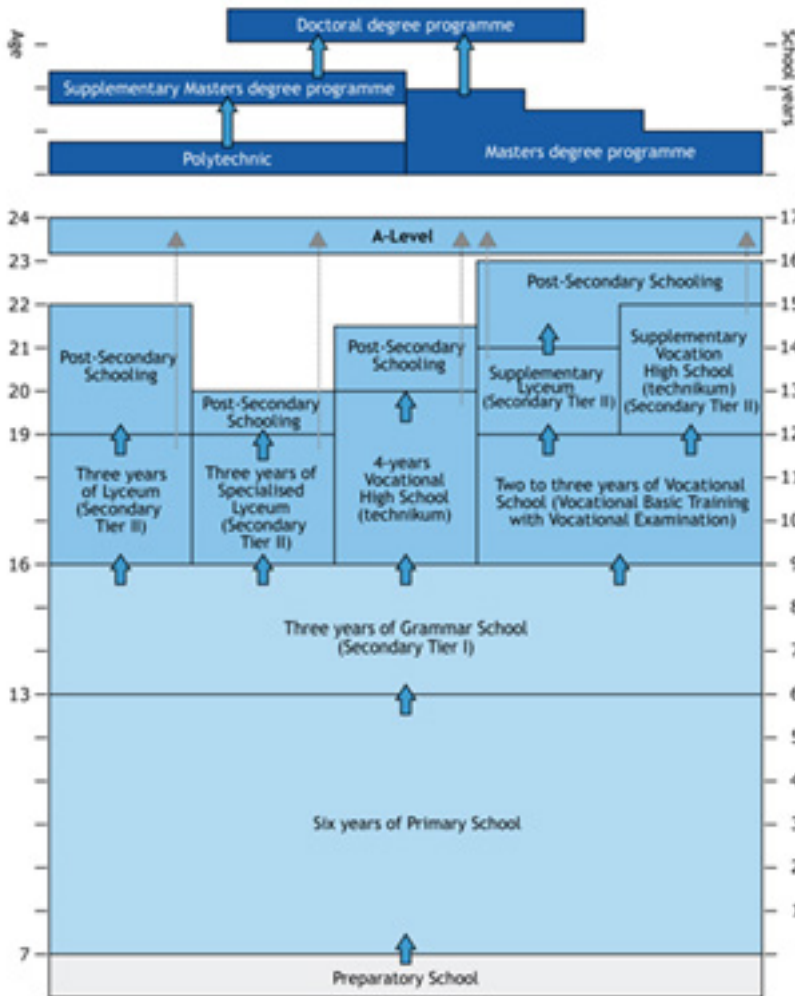 Doctoral degree programme
Age
School years
Supplementary Masters degree programme
Polytechnic
Masters degree programme
24
17
A-Level
23
16
Post-Secondary Schooling
22
15
Post-Secondary
Schooling
Post-Secondary
Schooling
Supplementary
Vocation
High School
(technikum)
(Secondary Tier II)
21
14
Supplementary
Lyceum
(Secondary Tier II)
20
13
Post-Secondary
Schooling
19
12
Three years
of Lyceum
(Secondary
Tier II)
Three years of
Specialised
Lyceum
(Secondary
Tier II)
4-years
Vocational
High School
(technikum)
Two to three years of Vocational
School (Vocational Basic Training
with Vocational Examination)
11
10
16
9
Three years of Grammar School
(Secondary Tier I)
8
7
13
6
5
4
Six years of Primary School
3
2
1
7
Preparatory School